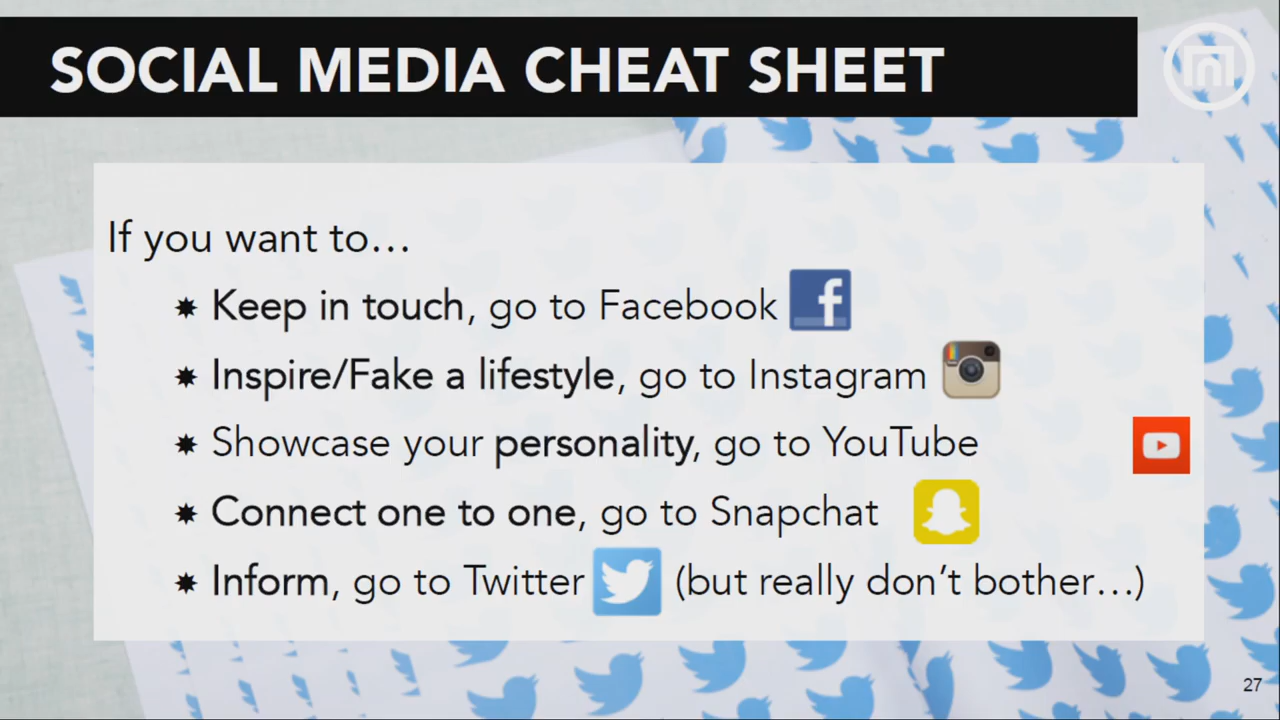 SOCIAL MEDIA CHEAT SHEET
If you want to...
✷ Keep in touch, go to Facebook
✷ Inspire/Fake a lifestyle, go to Instagram
✷ Showcase your personality, go to YouTube
✷ Connect one to one, go to Snapchat
✷ Inform, go to Twitter (but really don't bother...)
27